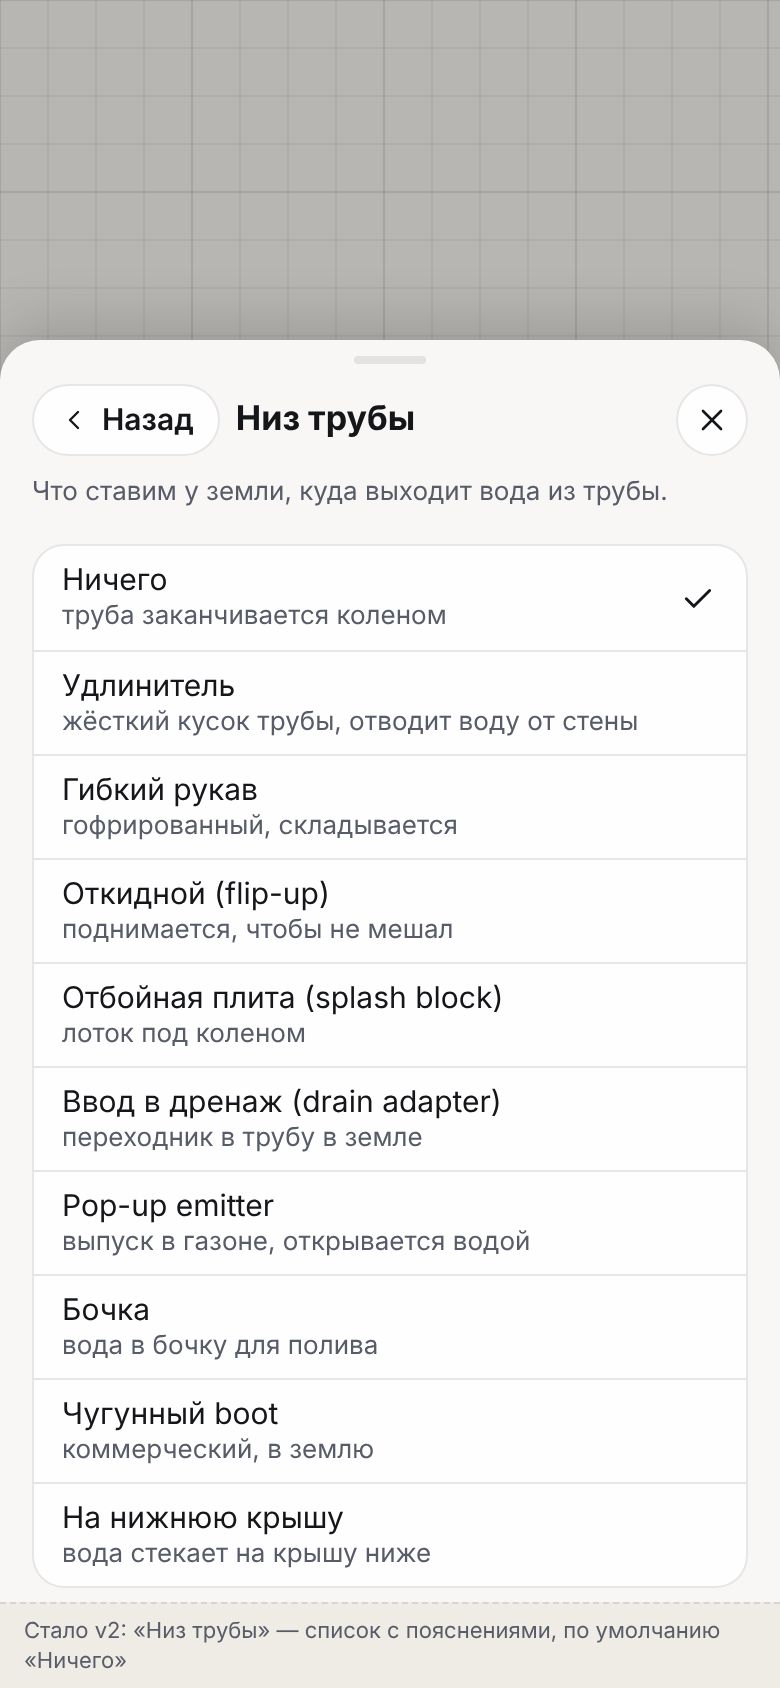 Назад
Низ трубы
Что ставим у земли, куда выходит вода из трубы.
Ничего
труба заканчивается коленом
Удлинитель
жёсткий кусок трубы, отводит воду от стены
Гибкий рукав
гофрированный, складывается
Откидной (flip-up)
поднимается, чтобы не мешал
Отбойная плита (splash block)
лоток под коленом
Ввод в дренаж (drain adapter)
переходник в трубу в земле
Pop-up emitter
выпуск в газоне, открывается водой
Бочка
вода в бочку для полива
Чугунный boot
коммерческий, в землю
На нижнюю крышу
вода стекает на крышу ниже
Стало v2: «Низ трубы» — список с пояснениями, по умолчанию
«Ничего»